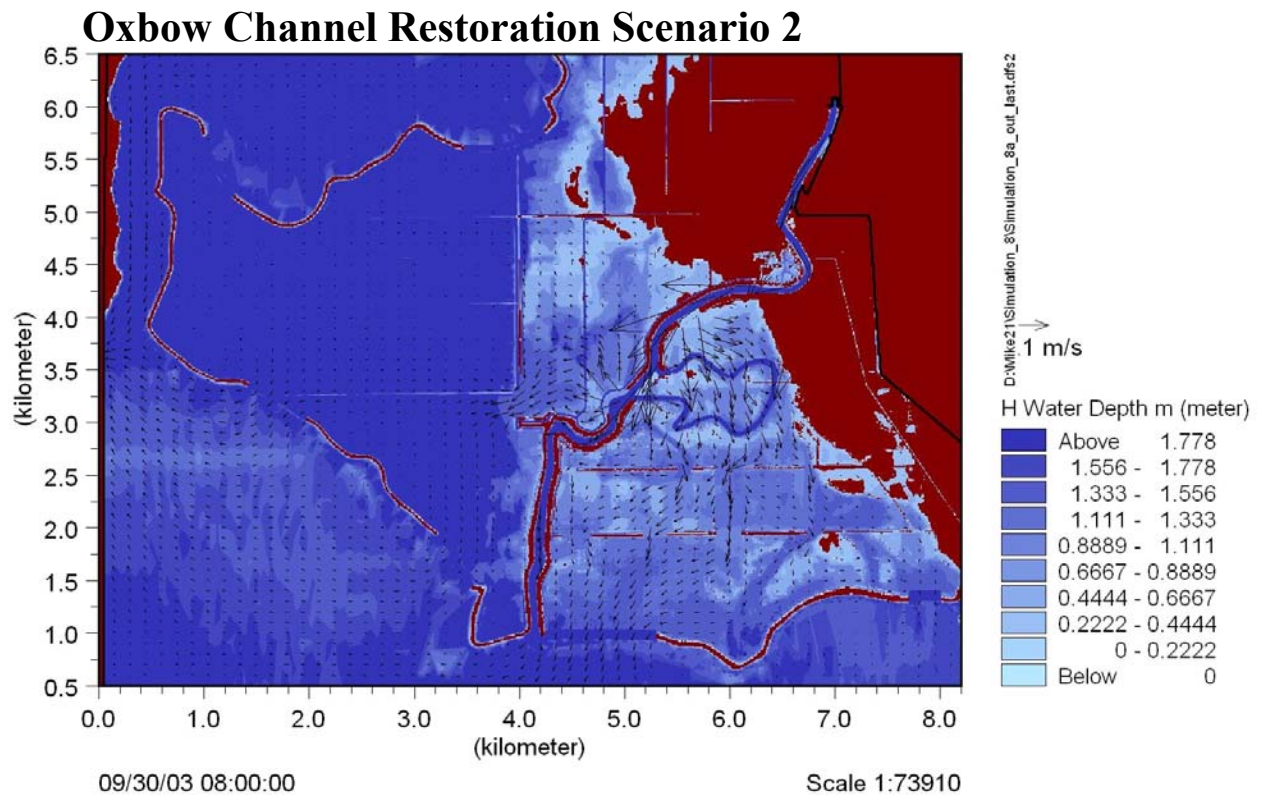 Oxbow Channel Restoration Scenario 2
6.5
6.0
5.5
5.0
4.5
4.0
3.5
3.0
2.5
2.0
1.5
1.0
0.5
(kilometer)
0.0 1.0 2.0 3.0 4.0 5.0 6.0 7.0 8.0
(kilometer)
09/30/03 08:00:00
Scale 1:73910
D:\Mike21\Simulation_8\Simulation_8a_out_last.dfs2
.1 m/s
H Water Depth m (meter)
Above 1.778
1.556 - 1.778
1.333 - 1.556
1.111 - 1.333
0.8889 - 1.111
0.6667 - 0.8889
0.4444 - 0.6667
0.2222 - 0.4444
0 - 0.2222
Below 0